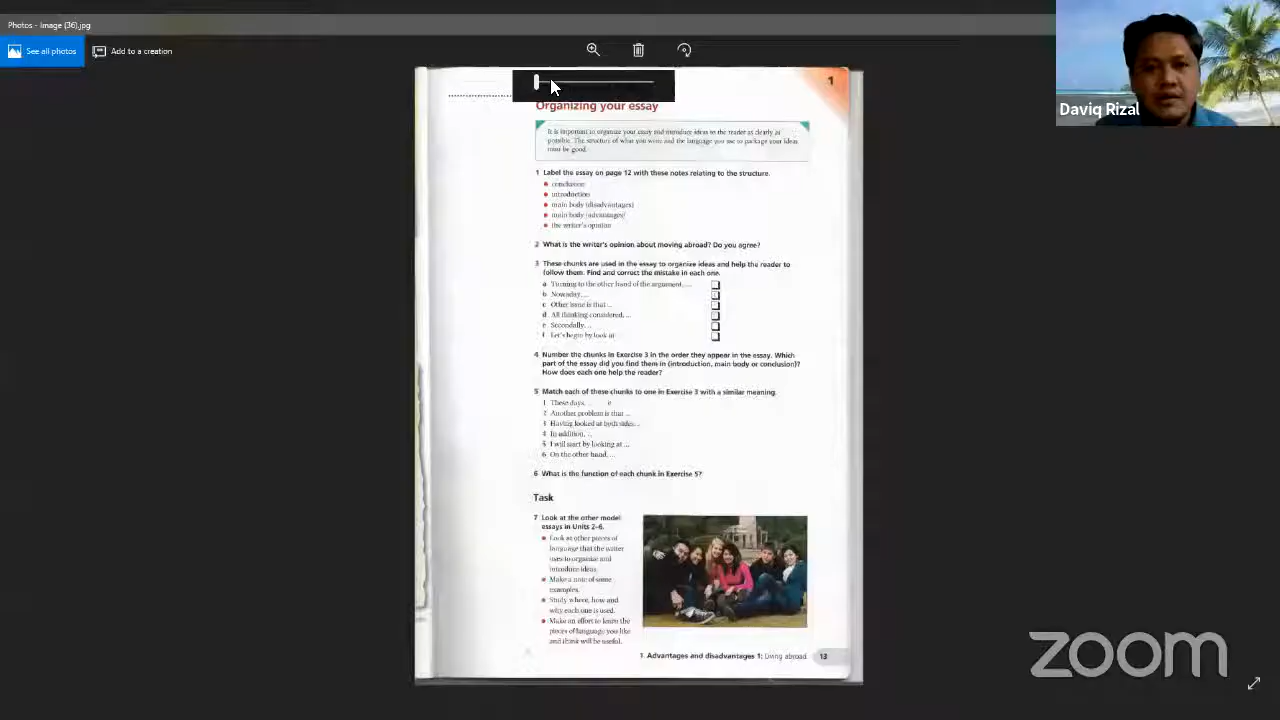 Photos - Image (36).jpg
See all photos
Add to a creation
Daviq Rizal
1
Organizing your essay
It is important to organize your essay and introduce ideas to the reader as clearly as
possible. The structure of what you write and the language you use to package your ideas
must be good.
1 Label the essay on page 12 with these notes relating to the structure.
• conclusion
• introduction
• main body (disadvantages)
• main body (advantages)
• the writer's opinion
2 What is the writer's opinion about moving abroad? Do you agree?
3 These chunks are used in the essay to organize ideas and help the reader to
follow them. Find and correct the mistake in each one.
a Turning to the other hand of the argument, ...
b Nowaday, ...
c Other issue is that ...
d All thinking considered, ...
e Secondally, ...
f Let's begin by look at ...
4 Number the chunks in Exercise 3 in the order they appear in the essay. Which
part of the essay did you find them in (introduction, main body or conclusion)?
How does each one help the reader?
5 Match each of these chunks to one in Exercise 3 with a similar meaning.
1 These days, ...
2 Another problem is that ...
3 Having looked at both sides, ...
4 In addition, ...
5 I will start by looking at ...
6 On the other hand, ...
6 What is the function of each chunk in Exercise 5?
Task
7 Look at the other model
essays in Units 2–6.
• Look at other pieces of
language that the writer
uses to organize and
introduce ideas.
• Make a note of some
examples.
• Study where, how and
why each one is used.
• Make an effort to learn the
pieces of language you like
and think will be useful.
1. Advantages and disadvantages 1: Living abroad 13
zoom